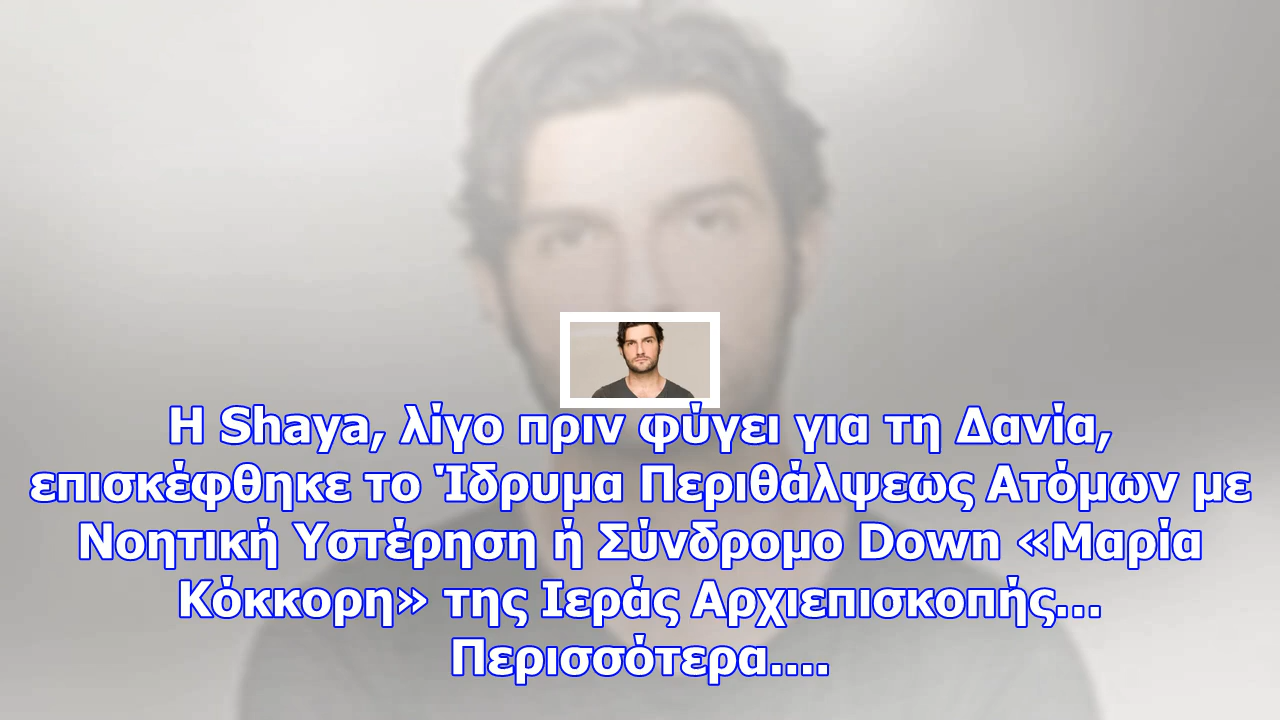 Η Shaya, λίγο πριν φύγει για τη Δανία,
επισκέφθηκε το Ίδρυμα Περιθάλψεως Ατόμων με
Νοητική Υστέρηση ή Σύνδρομο Down «Μαρία
Κόκκορη» της Ιεράς Αρχιεπισκοπής...
Περισσότερα....